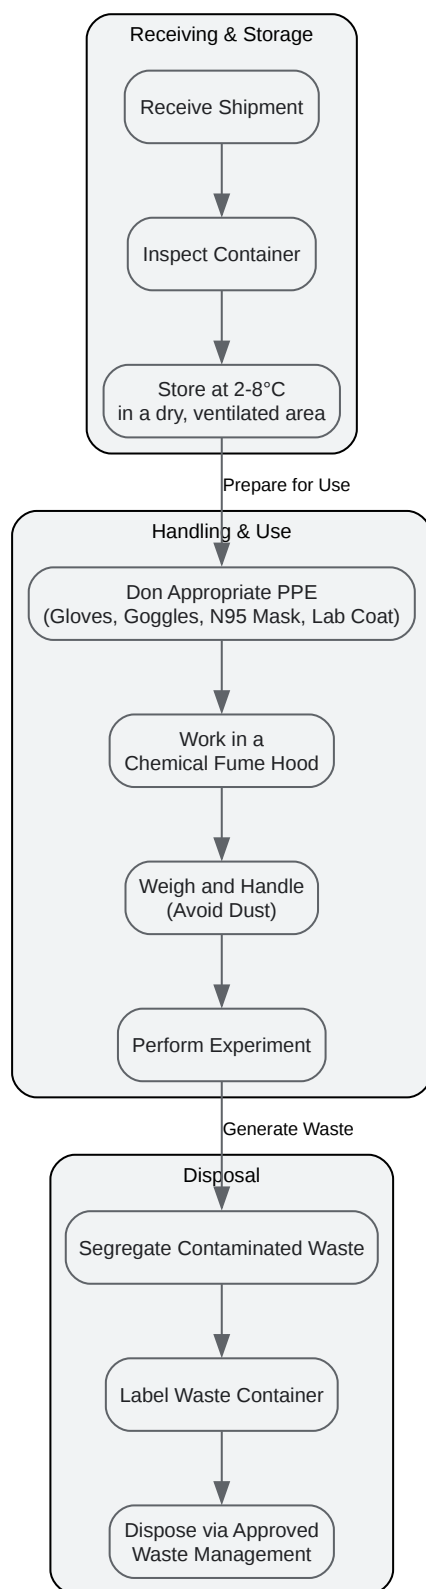 Receiving & Storage
Receive Shipment
Inspect Container
Store at 2-8°C
in a dry, ventilated area
Prepare for Use
Handling & Use
Don Appropriate PPE
(Gloves, Goggles, N95 Mask, Lab Coat)
Work in a
Chemical Fume Hood
Weigh and Handle
(Avoid Dust)
Perform Experiment
Generate Waste
Disposal
Segregate Contaminated Waste
Label Waste Container
Dispose via Approved
Waste Management